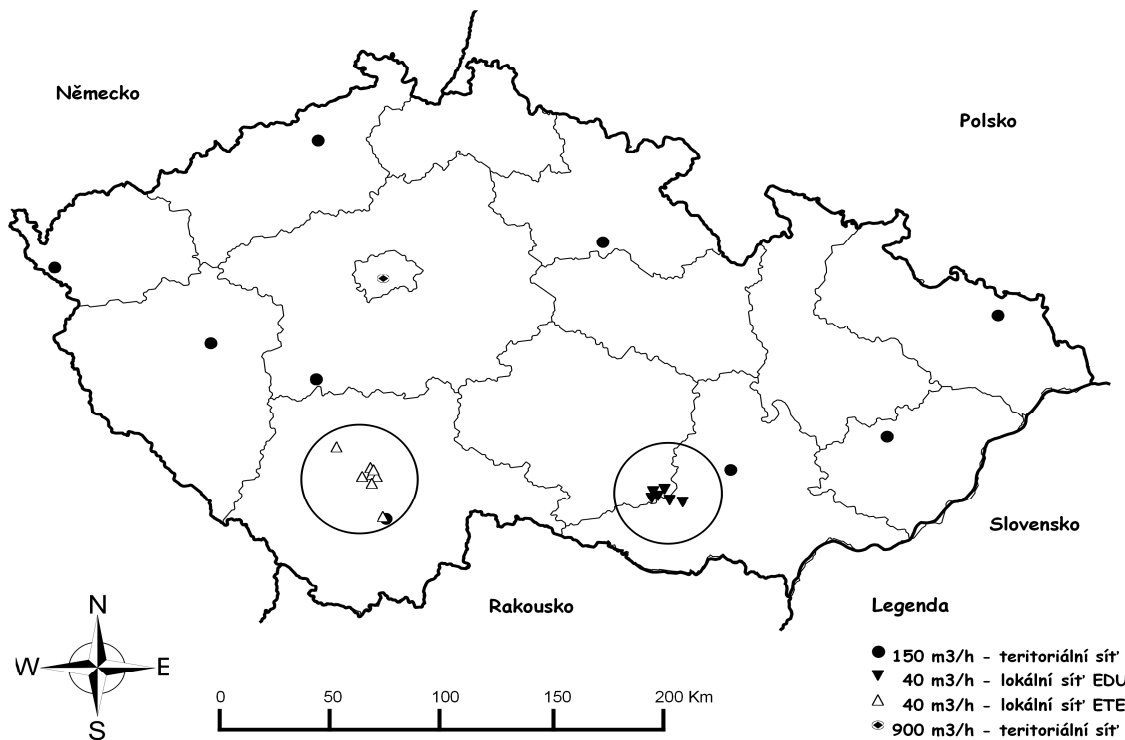 Německo
Polsko
Slovensko
Rakousko
Legenda
150 m3/h - teritoriální síť
40 m3/h - lokální síť EDU
40 m3/h - lokální síť ETE
900 m3/h - teritoriální síť
N
W E
S
0 50 100 150 200 Km